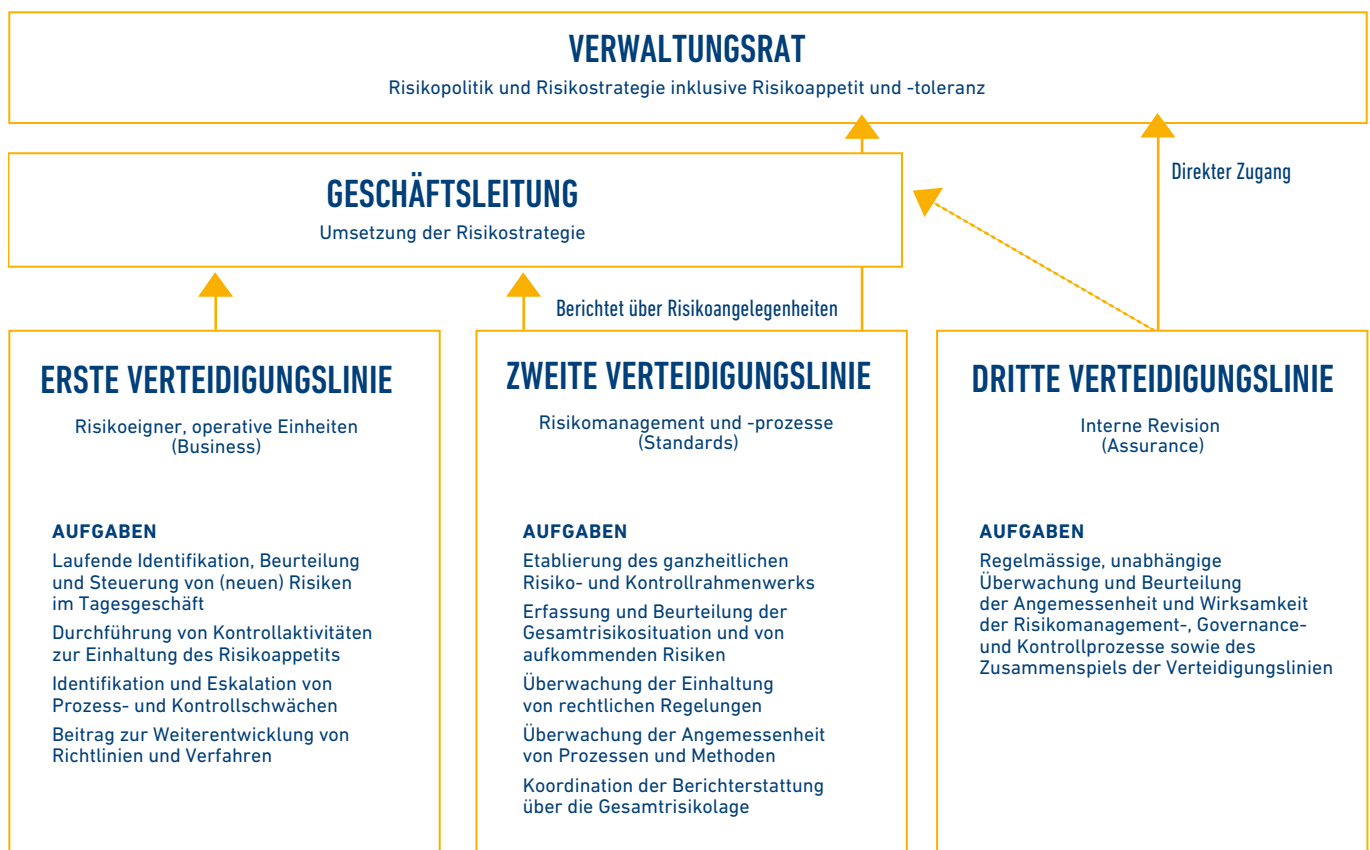 VERWALTUNGSRAT
Risikopolitik und Risikostrategie inklusive Risikoappetit und -toleranz
Direkter Zugang
GESCHÄFTSLEITUNG
Umsetzung der Risikostrategie
Berichtet über Risikoangelegenheiten
ERSTE VERTEIDIGUNGSLINIE
Risikoeigner, operative Einheiten
(Business)
AUFGABEN
Laufende Identifikation, Beurteilung
und Steuerung von (neuen) Risiken
im Tagesgeschäft
Durchführung von Kontrollaktivitäten
zur Einhaltung des Risikoappetits
Identifikation und Eskalation von
Prozess- und Kontrollschwächen
Beitrag zur Weiterentwicklung von
Richtlinien und Verfahren
ZWEITE VERTEIDIGUNGSLINIE
Risikomanagement und -prozesse
(Standards)
AUFGABEN
Etablierung des ganzheitlichen
Risiko- und Kontrollrahmenwerks
Erfassung und Beurteilung der
Gesamtrisikosituation und von
aufkommenden Risiken
Überwachung der Einhaltung
von rechtlichen Regelungen
Überwachung der Angemessenheit
von Prozessen und Methoden
Koordination der Berichterstattung
über die Gesamtrisikolage
DRITTE VERTEIDIGUNGSLINIE
Interne Revision
(Assurance)
AUFGABEN
Regelmässige, unabhängige
Überwachung und Beurteilung
der Angemessenheit und Wirksamkeit
der Risikomanagement-, Governance-
und Kontrollprozesse sowie des
Zusammenspiels der Verteidigungslinien